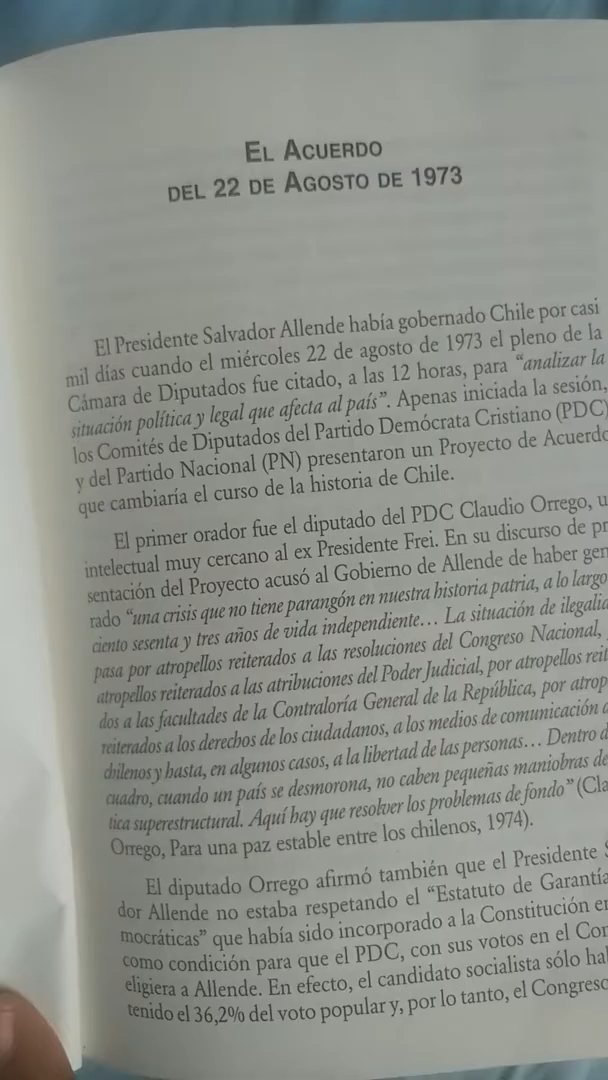 EL ACUERDO
DEL 22 DE AGOSTO DE 1973
El Presidente Salvador Allende había gobernado Chile por casi
mil días cuando el miércoles 22 de agosto de 1973 el pleno de la
Cámara de Diputados fue citado, a las 12 horas, para “analizar la
situación política y legal que afecta al país”. Apenas iniciada la sesión,
los Comités de Diputados del Partido Demócrata Cristiano (PDC)
y del Partido Nacional (PN) presentaron un Proyecto de Acuerdo
que cambiaría el curso de la historia de Chile.
El primer orador fue el diputado del PDC Claudio Orrego, u
intelectual muy cercano al ex Presidente Frei. En su discurso de pr
sentación del Proyecto acusó al Gobierno de Allende de haber gen
rado “una crisis que no tiene parangón en nuestra historia patria, a lo largo
ciento sesenta y tres años de vida independiente... La situación de ilegalid
pasa por atropellos reiterados a las resoluciones del Congreso Nacional,
atropellos reiterados a las atribuciones del Poder Judicial, por atropellos reit
dos a las facultades de la Contraloría General de la República, por atrop
reiterados a los derechos de los ciudadanos, a los medios de comunicación
chilenos y hasta, en algunos casos, a la libertad de las personas... Dentro d
cuadro, cuando un país se desmorona, no caben pequeñas maniobras de
tica superestructural. Aquí hay que resolver los problemas de fondo” (Cla
Orrego, Para una paz estable entre los chilenos, 1974).
El diputado Orrego afirmó también que el Presidente S
dor Allende no estaba respetando el “Estatuto de Garantía
mocráticas” que había sido incorporado a la Constitución en
como condición para que el PDC, con sus votos en el Con
eligiera a Allende. En efecto, el candidato socialista sólo hab
tenido el 36,2% del voto popular y, por lo tanto, el Congreso